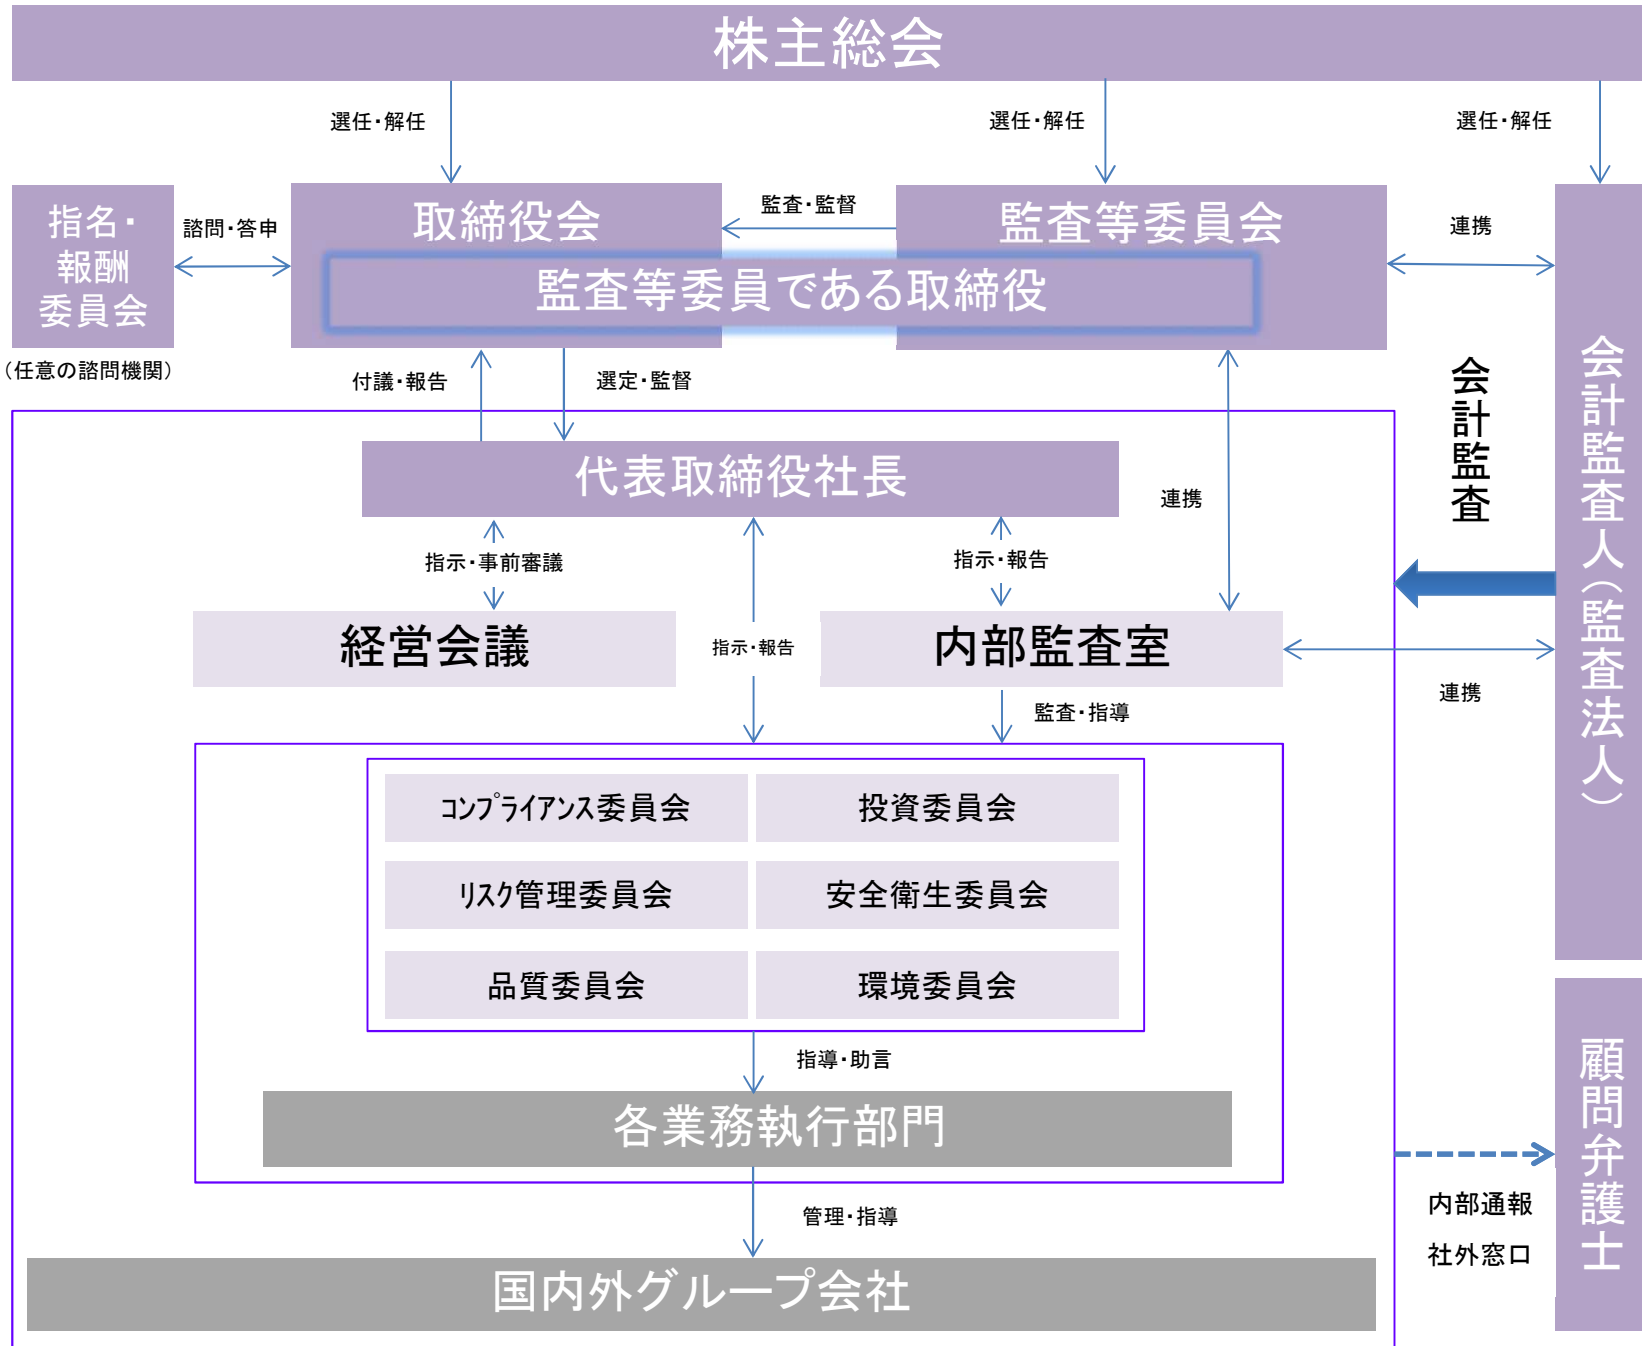 株主総会
選任・解任
選任・解任
選任・解任
指名・
報酬
委員会
(任意の諮問機関)
諮問・答申
取締役会
監査・監督
監査等委員会
監査等委員である取締役
連携
付議・報告
選定・監督
会計監査
会計監査人(監査法人)
代表取締役社長
連携
指示・事前審議
指示・報告
指示・報告
経営会議
内部監査室
連携
監査・指導
コンプライアンス委員会
投資委員会
リスク管理委員会
安全衛生委員会
品質委員会
環境委員会
指導・助言
各業務執行部門
顧問弁護士
内部通報
社外窓口
管理・指導
国内外グループ会社